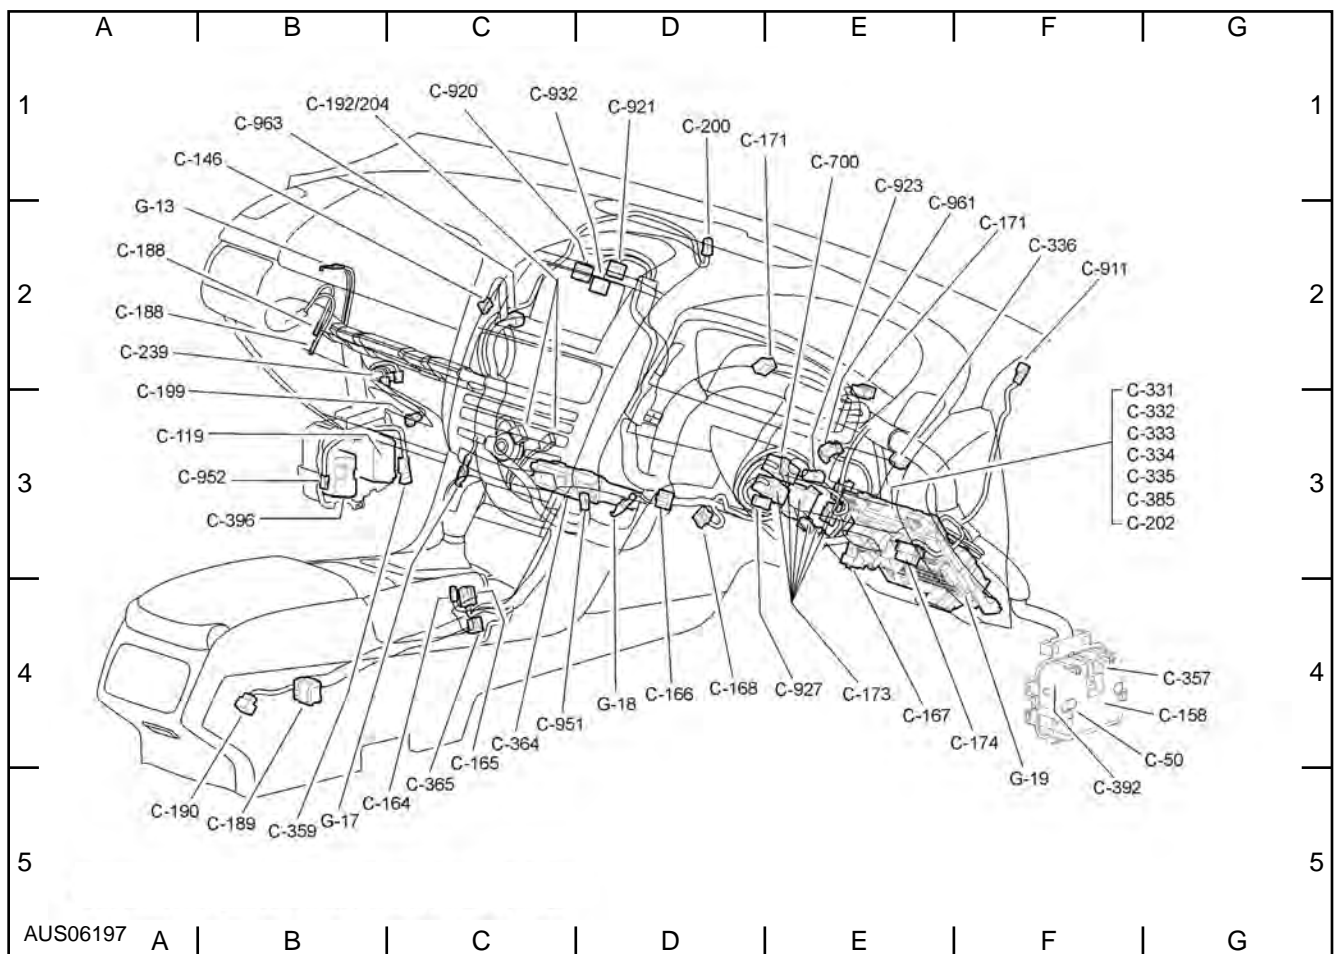 A B C D E F G
1 1
C-920
C-932
C-192/204
C-921
C-963
C-200
C-171
C-146
C-700
C-923
C-961
G-13
C-171
C-188
C-336
C-911
2 2
C-188
C-239
C-199
C-331
C-332
C-119
C-333
C-334
C-952
3 3
C-335
C-385
C-396
C-202
4 4
C-357
C-166
C-168
C-927
C-173
G-18
C-167
C-158
C-951
C-364
C-174
C-165
C-50
C-365
G-19
C-392
C-164
C-190
C-189
C-359
G-17
5 5
AUS06197
A B C D E F G